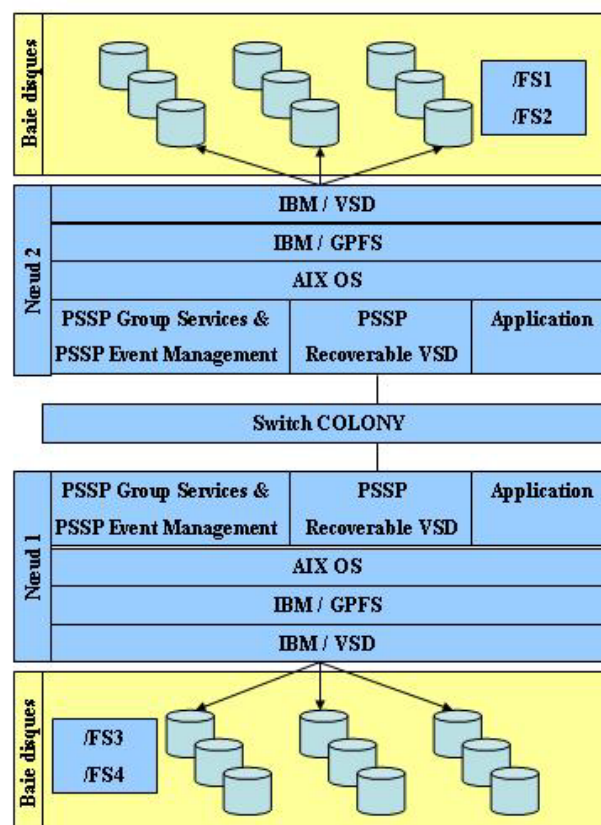 Baie disques
/FS1
/FS2
Nœud 2
IBM / VSD
IBM / GPFS
AIX OS
PSSP Group Services &
PSSP Event Management
PSSP
Recoverable VSD
Application
Switch COLONY
Nœud 1
PSSP Group Services &
PSSP Event Management
PSSP
Recoverable VSD
Application
AIX OS
IBM / GPFS
IBM / VSD
Baie disques
/FS3
/FS4